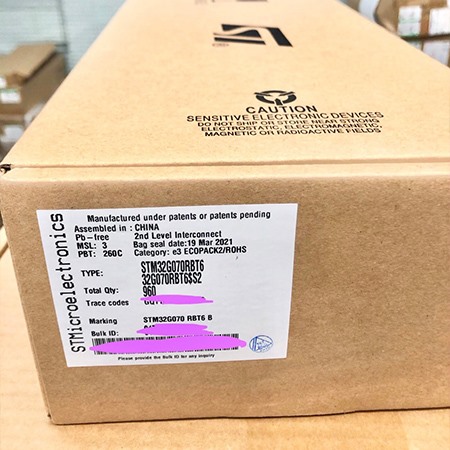 CAUTION
SENSITIVE ELECTRONIC DEVICES
DO NOT SHIP OR STORE NEAR STRONG
ELECTROSTATIC, ELECTROMAGNETIC,
MAGNETIC OR RADIOACTIVE FIELDS
STMicroelectronics
Manufactured under patents or patents pending
Assembled in : CHINA
Pb-free 2nd Level Interconnect
MSL: 3 Bag seal date:19 Mar 2021
PBT: 260C Category: e3 ECOPACK2/ROHS
TYPE: STM32G070RBT6
32G070RBT6$S2
Total Qty: 960
Trace codes
Marking STM32G070 RBT6 B
Bulk ID:
Please provide the Bulk ID for any inquiry